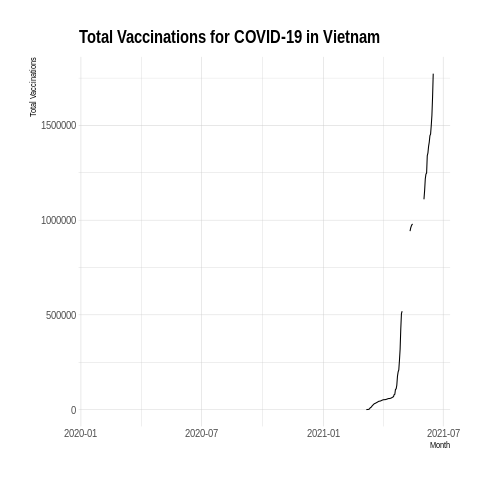 Total Vaccinations for COVID-19 in Vietnam
Total Vaccinations
1500000
1000000
500000
0
2020-01
2020-07
2021-01
2021-07
Month